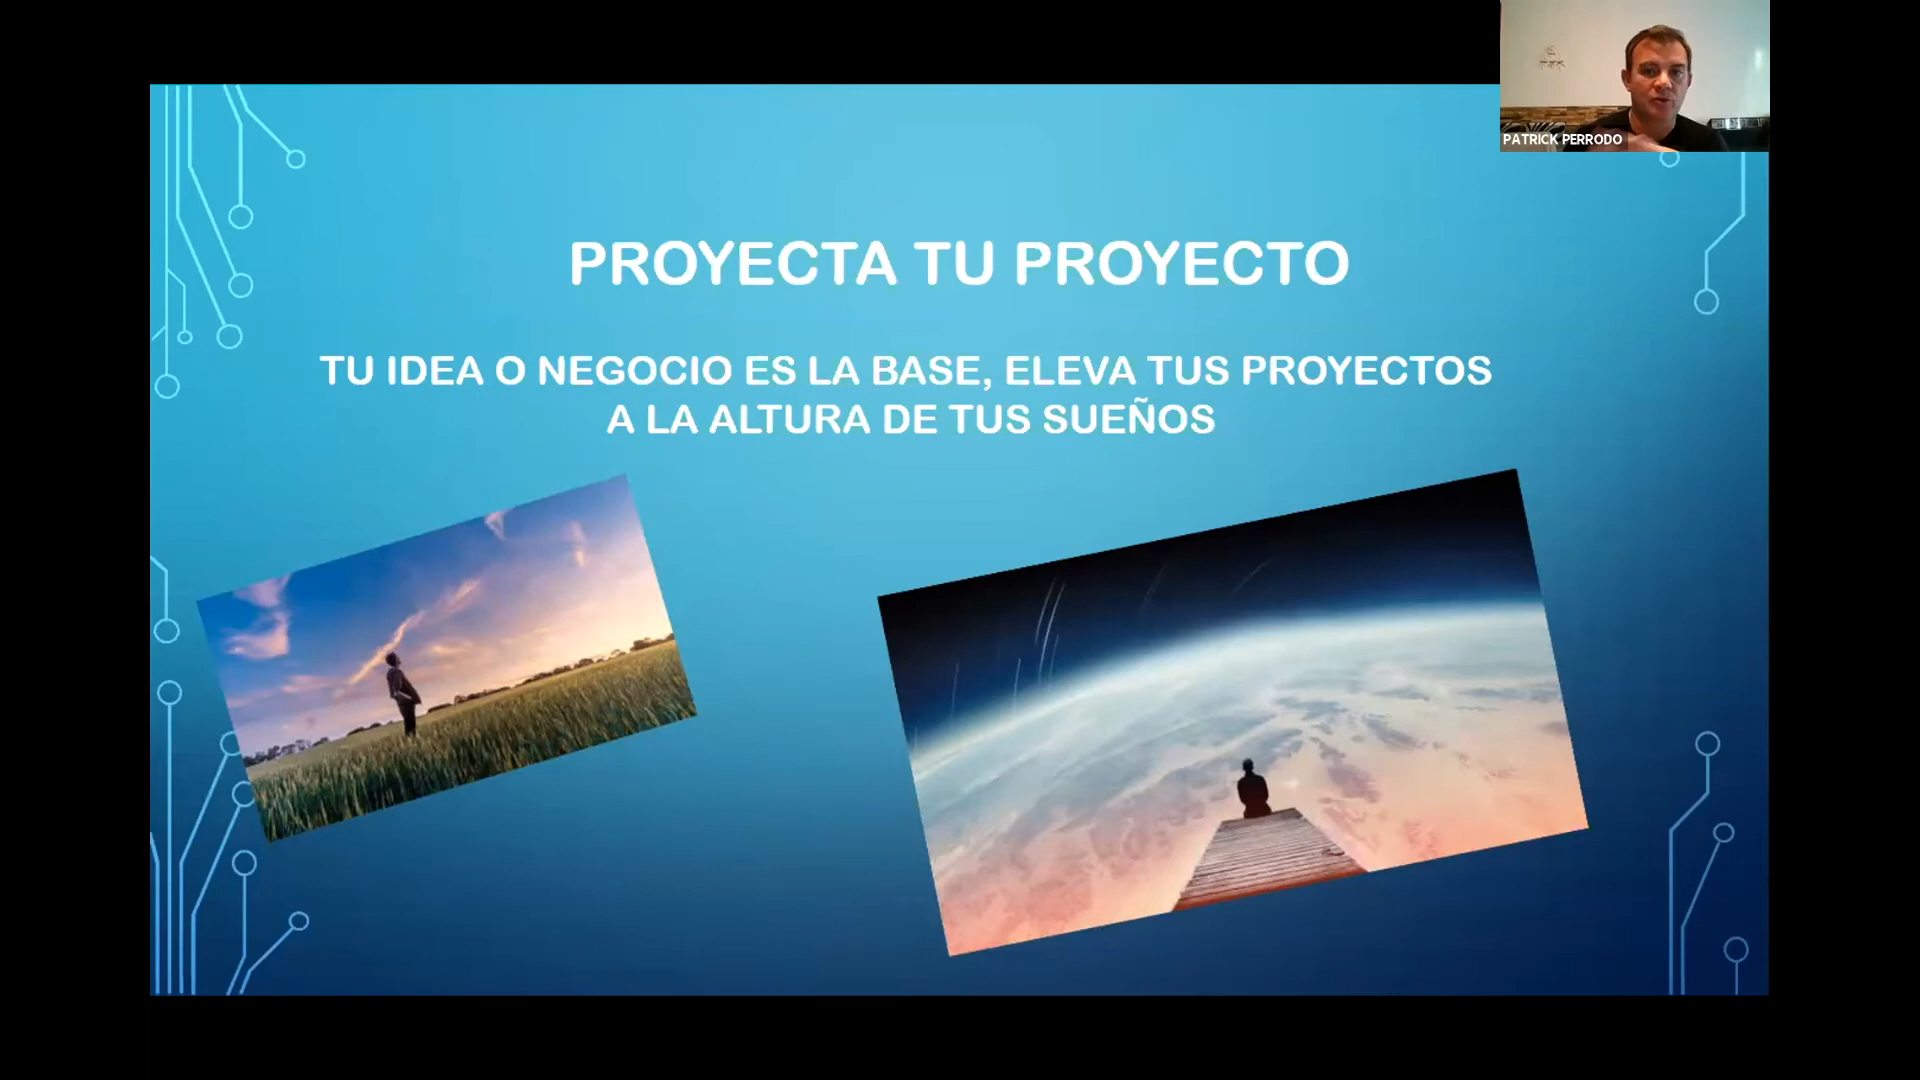 PATRICK PERRODO
PROYECTA TU PROYECTO
TU IDEA O NEGOCIO ES LA BASE, ELEVA TUS PROYECTOS
A LA ALTURA DE TUS SUEÑOS